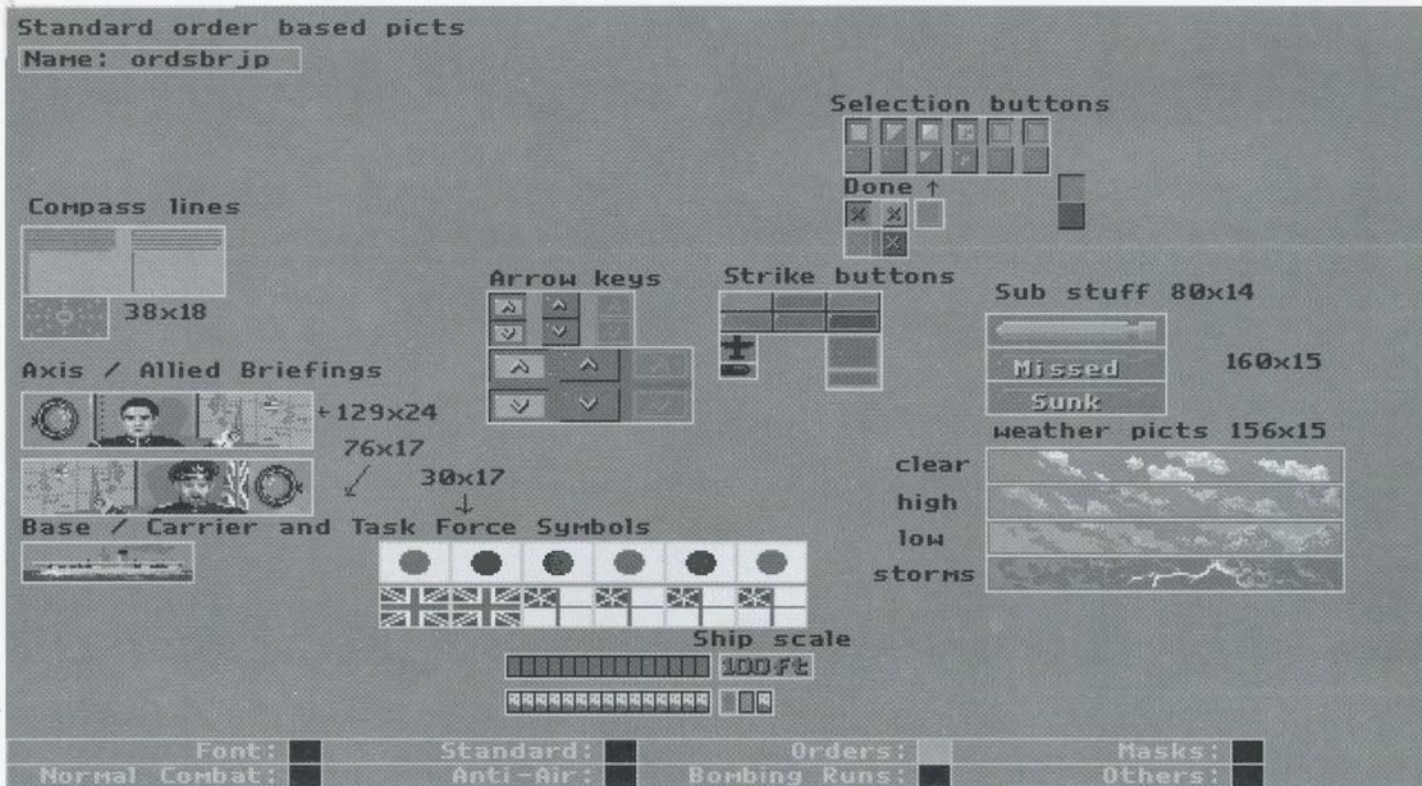 Standard order based picts
Name: ordsbrjp
Selection buttons
Done ↑
Compass lines
38x18
Arrow keys
Strike buttons
Sub stuff 80x14
Missed
160x15
Sunk
Axis / Allied Briefings
←129x24
76x17
30x17
weather picts 156x15
clear
high
low
storms
Base / Carrier and Task Force Symbols
Ship scale
100ft
Font: Standard: Orders: Masks:
Normal Combat: Anti-Air: Bombing Runs: Others: